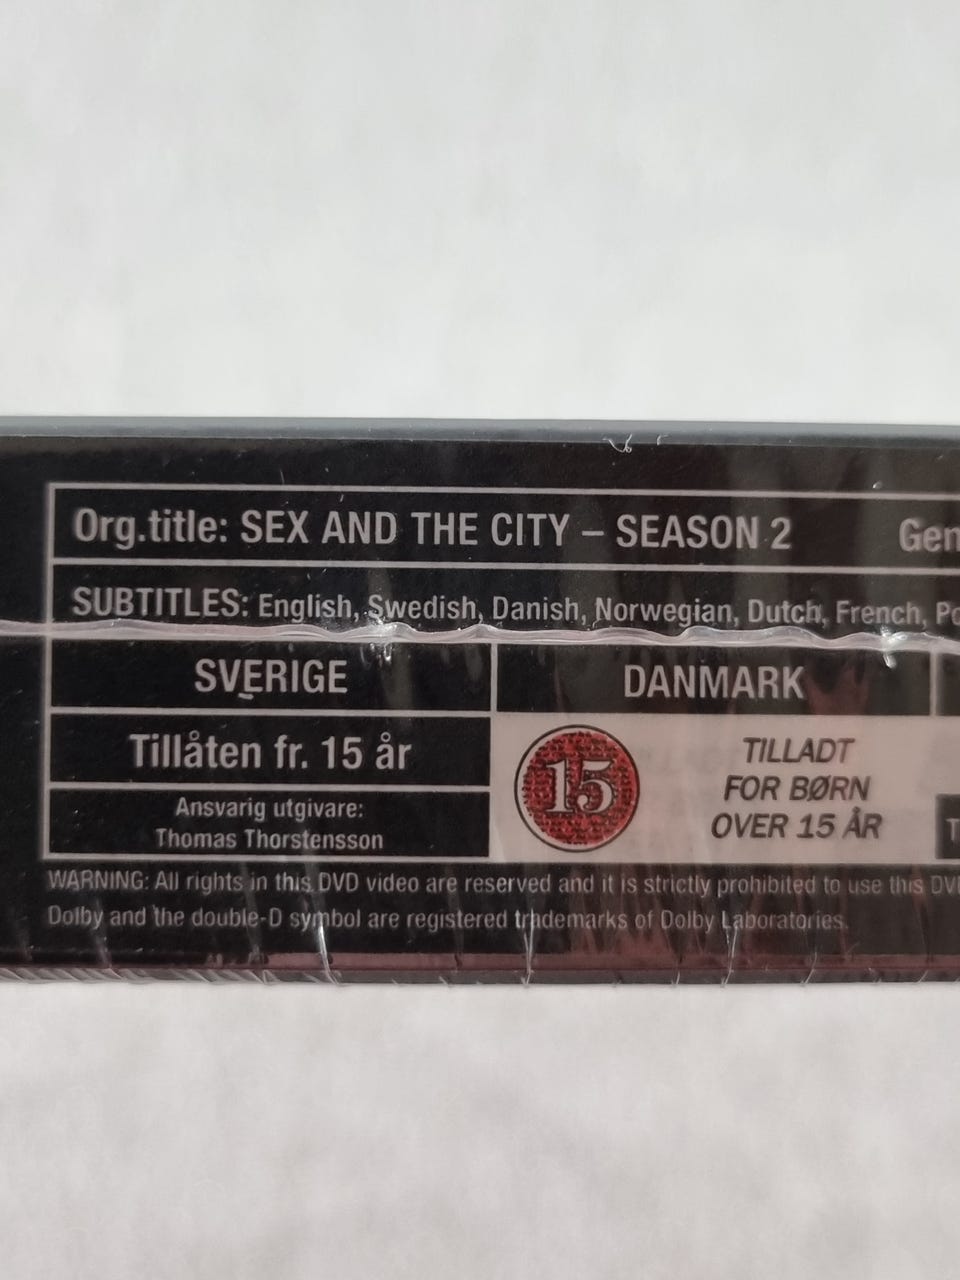 Org.title: SEX AND THE CITY – SEASON 2 Gen
SUBTITLES: English, Swedish, Danish, Norwegian, Dutch, French, Po
SVERIGE
DANMARK
Tillåten fr. 15 år
Ansvarig utgivare:
Thomas Thorstensson
15
TILLADT
FOR BØRN
OVER 15 ÅR
T
WARNING: All rights in this DVD video are reserved and it is strictly prohibited to use this DV
Dolby and the double-D symbol are registered trademarks of Dolby Laboratories.